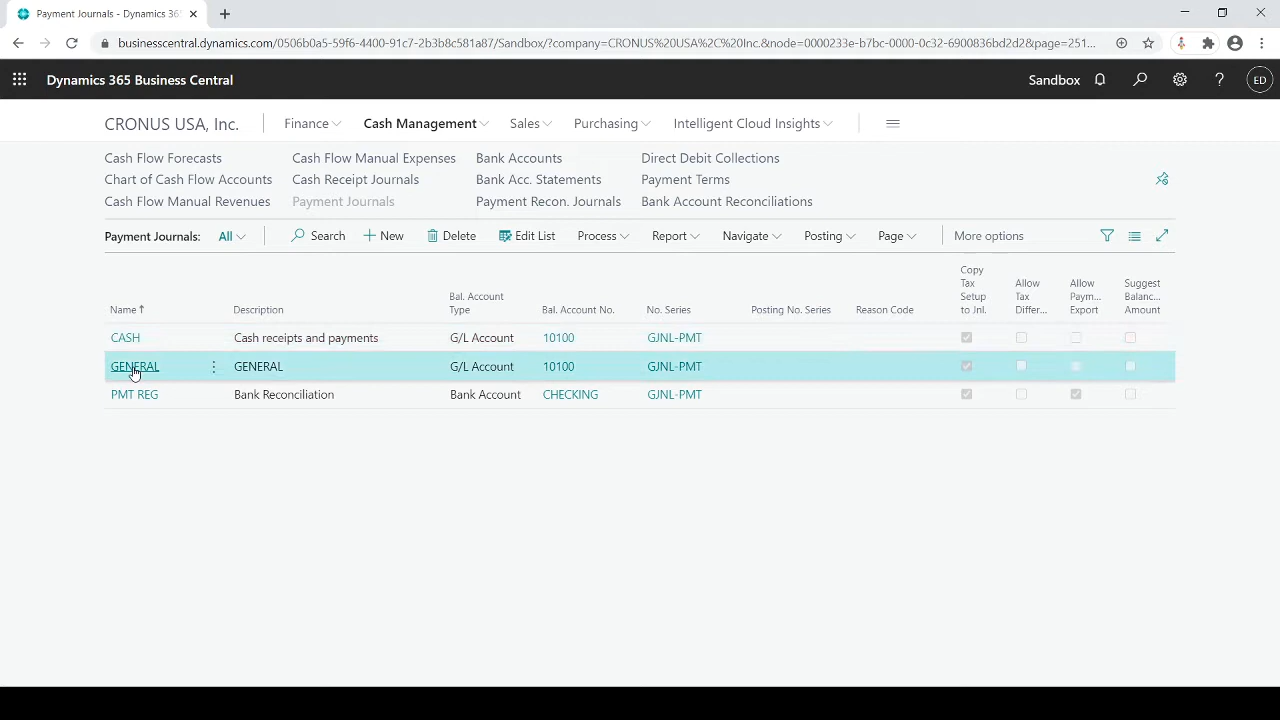 Payment Journals - Dynamics 365
businesscentral.dynamics.com/0506b0a5-59f6-4400-91c7-2b3b8c581a87/Sandbox/?company=CRONUS%20USA%2C%20Inc.&node=0000233e-b7bc-0000-0c32-6900836bd2d2&page=251...
Dynamics 365 Business Central
Sandbox
ED
CRONUS USA, Inc.
Finance
Cash Management
Sales
Purchasing
Intelligent Cloud Insights
Cash Flow Forecasts
Cash Flow Manual Expenses
Bank Accounts
Direct Debit Collections
Chart of Cash Flow Accounts
Cash Receipt Journals
Bank Acc. Statements
Payment Terms
Cash Flow Manual Revenues
Payment Journals
Payment Recon. Journals
Bank Account Reconciliations
Payment Journals:
All
Search
New
Delete
Edit List
Process
Report
Navigate
Posting
Page
More options
Name ↑
Description
Bal. Account
Type
Bal. Account No.
No. Series
Posting No. Series
Reason Code
Copy
Tax
Setup
to Jnl.
Allow
Tax
Differ...
Allow
Paym...
Export
Suggest
Balanc...
Amount
CASH
Cash receipts and payments
G/L Account
10100
GJNL-PMT
GENERAL
GENERAL
G/L Account
10100
GJNL-PMT
PMT REG
Bank Reconciliation
Bank Account
CHECKING
GJNL-PMT